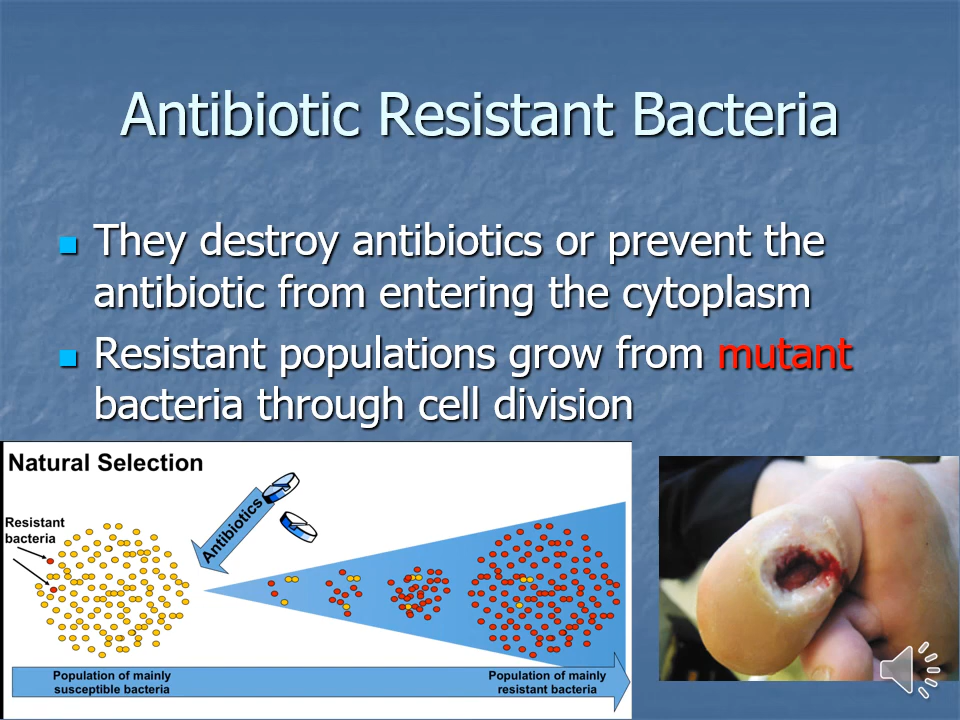 Antibiotic Resistant Bacteria
They destroy antibiotics or prevent the
antibiotic from entering the cytoplasm
Resistant populations grow from mutant
bacteria through cell division
Natural Selection
Resistant
bacteria
Antibiotics
Population of mainly
susceptible bacteria
Population of mainly
resistant bacteria